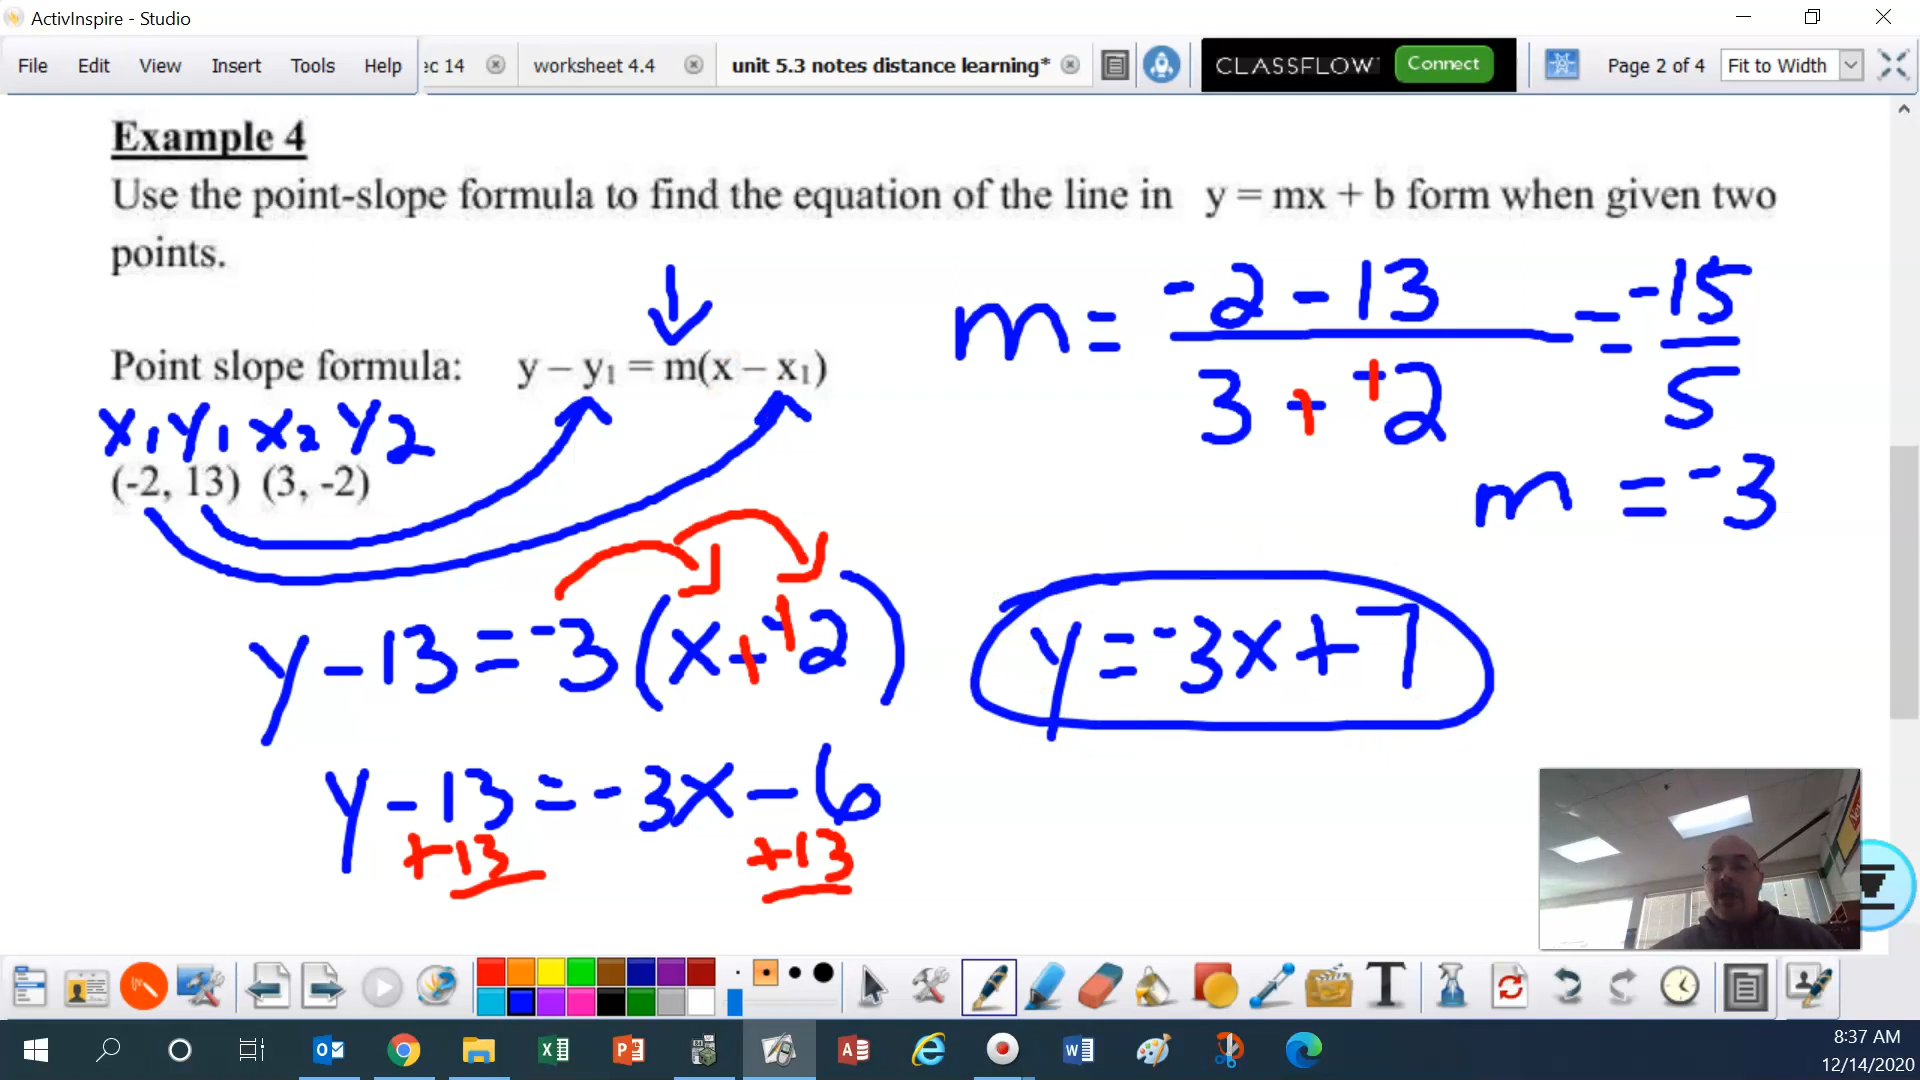 ActivInspire - Studio
File Edit View Insert Tools Help
ec 14 worksheet 4.4 unit 5.3 notes distance learning* CLASSFLOW Connect Page 2 of 4 Fit to Width
Example 4
Use the point-slope formula to find the equation of the line in y = mx + b form when given two
points.
m = -2 - 13 / 3 + +2 = -15 / 5
Point slope formula: y – y₁ = m(x – x₁)
x₁ y₁ x₂ y₂
(-2, 13) (3, -2)
m = -3
y - 13 = -3(x + +2)
y = -3x + 7
y - 13 = -3x - 6
+13 +13
T
8:37 AM
12/14/2020